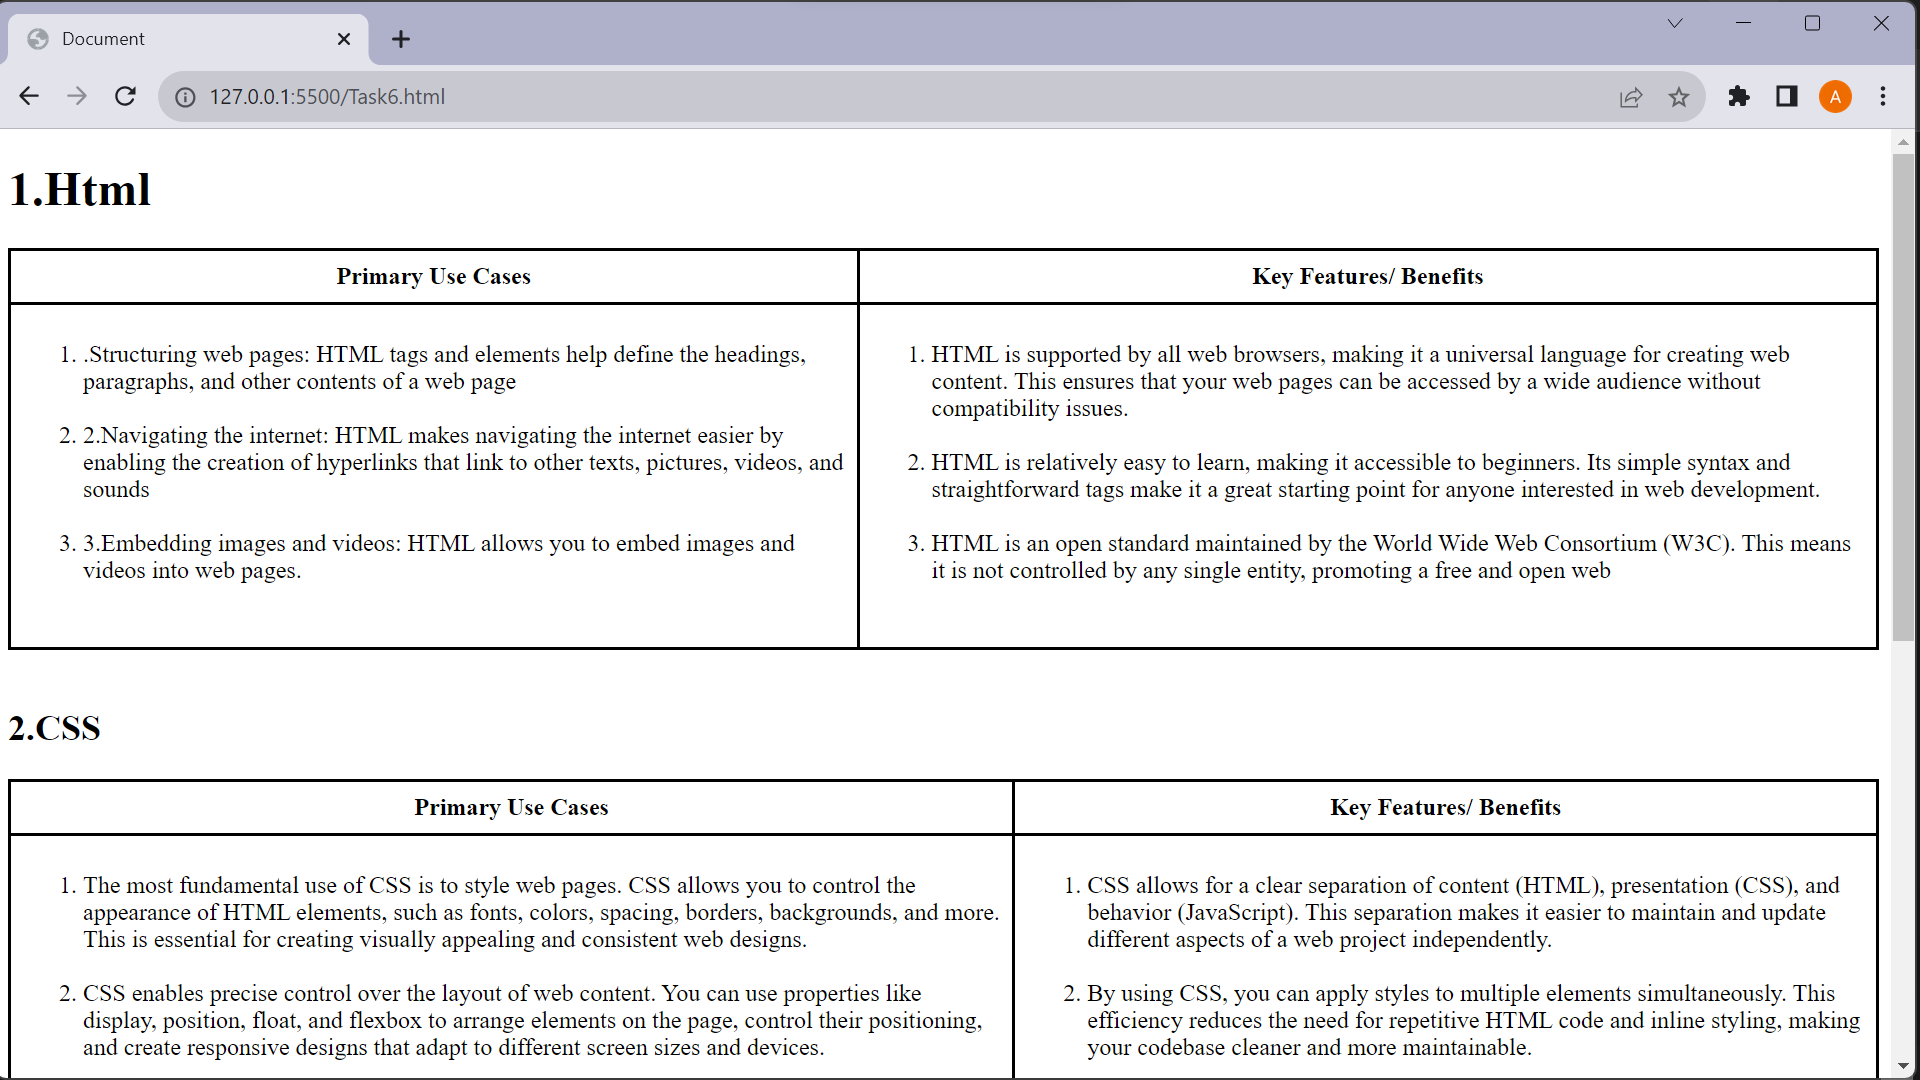 Document
127.0.0.1:5500/Task6.html
A
1.Html
Primary Use Cases
Key Features/ Benefits
1. .Structuring web pages: HTML tags and elements help define the headings,
paragraphs, and other contents of a web page
2. 2.Navigating the internet: HTML makes navigating the internet easier by
enabling the creation of hyperlinks that link to other texts, pictures, videos, and
sounds
3. 3.Embedding images and videos: HTML allows you to embed images and
videos into web pages.
1. HTML is supported by all web browsers, making it a universal language for creating web
content. This ensures that your web pages can be accessed by a wide audience without
compatibility issues.
2. HTML is relatively easy to learn, making it accessible to beginners. Its simple syntax and
straightforward tags make it a great starting point for anyone interested in web development.
3. HTML is an open standard maintained by the World Wide Web Consortium (W3C). This means
it is not controlled by any single entity, promoting a free and open web
2.CSS
Primary Use Cases
Key Features/ Benefits
1. The most fundamental use of CSS is to style web pages. CSS allows you to control the
appearance of HTML elements, such as fonts, colors, spacing, borders, backgrounds, and more.
This is essential for creating visually appealing and consistent web designs.
2. CSS enables precise control over the layout of web content. You can use properties like
display, position, float, and flexbox to arrange elements on the page, control their positioning,
and create responsive designs that adapt to different screen sizes and devices.
1. CSS allows for a clear separation of content (HTML), presentation (CSS), and
behavior (JavaScript). This separation makes it easier to maintain and update
different aspects of a web project independently.
2. By using CSS, you can apply styles to multiple elements simultaneously. This
efficiency reduces the need for repetitive HTML code and inline styling, making
your codebase cleaner and more maintainable.